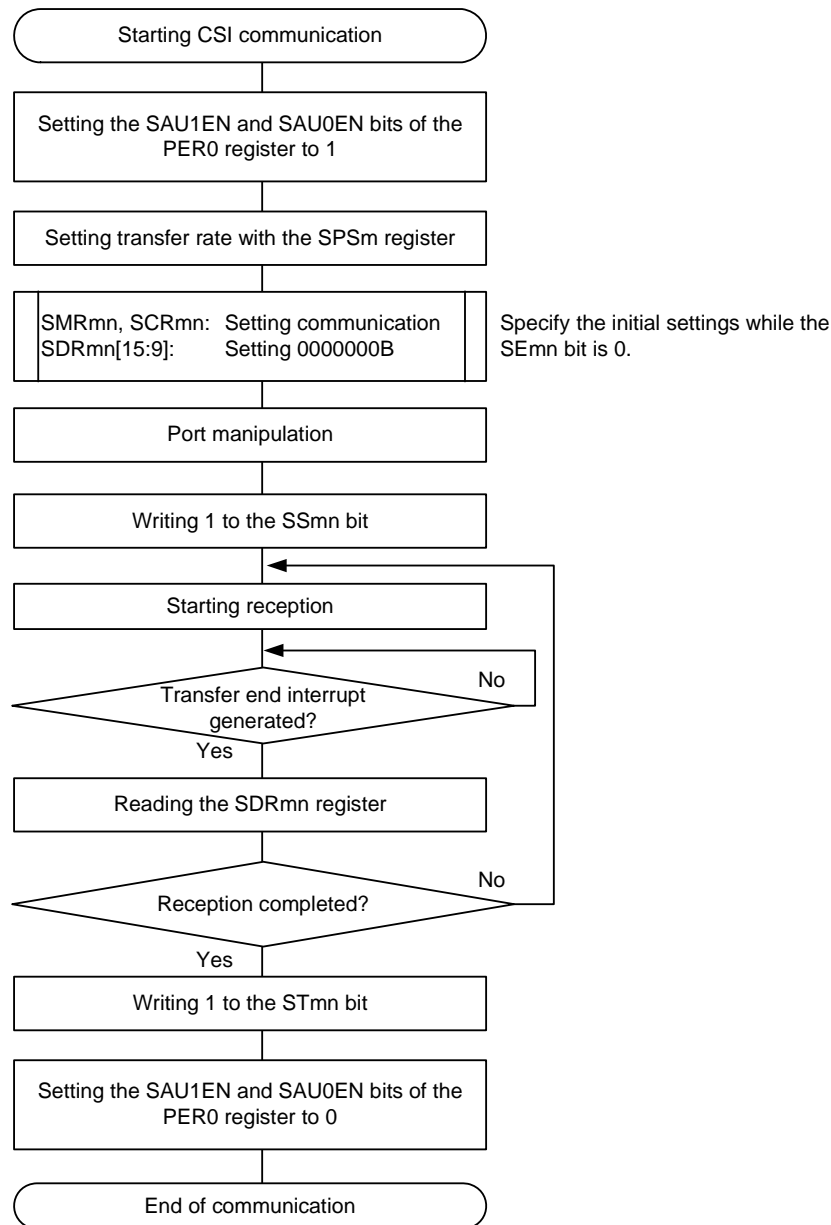 Starting CSI communication
Setting the SAU1EN and SAU0EN bits of the
PER0 register to 1
Setting transfer rate with the SPSm register
SMRmn, SCRmn: Setting communication
SDRmn[15:9]: Setting 0000000B
Specify the initial settings while the
SEmn bit is 0.
Port manipulation
Writing 1 to the SSmn bit
Starting reception
No
Transfer end interrupt
generated?
Yes
Reading the SDRmn register
No
Reception completed?
Yes
Writing 1 to the STmn bit
Setting the SAU1EN and SAU0EN bits of the
PER0 register to 0
End of communication